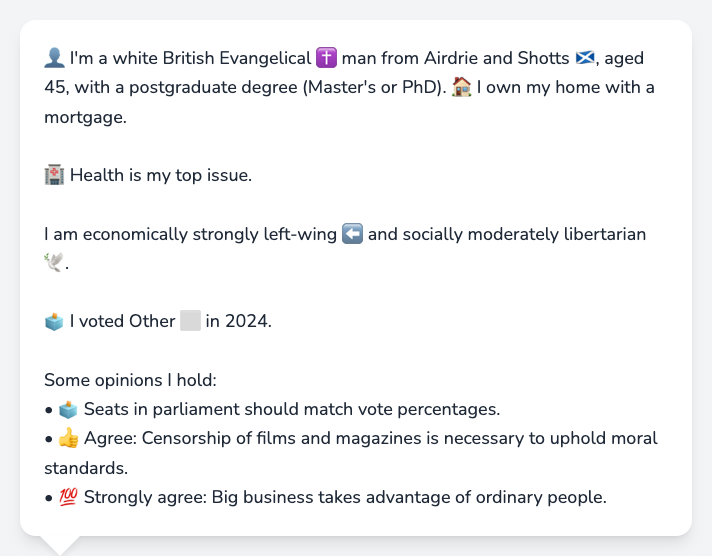 👤 I'm a white British Evangelical ✝️ man from Airdrie and Shotts 🏴󠁧󠁢󠁳󠁣󠁴󠁿, aged
45, with a postgraduate degree (Master's or PhD). 🏠 I own my home with a
mortgage.
🏥 Health is my top issue.
I am economically strongly left-wing ⬅️ and socially moderately libertarian
🕊️.
🗳️ I voted Other ⬜ in 2024.
Some opinions I hold:
• 🗳️ Seats in parliament should match vote percentages.
• 👍 Agree: Censorship of films and magazines is necessary to uphold moral
standards.
• 💯 Strongly agree: Big business takes advantage of ordinary people.